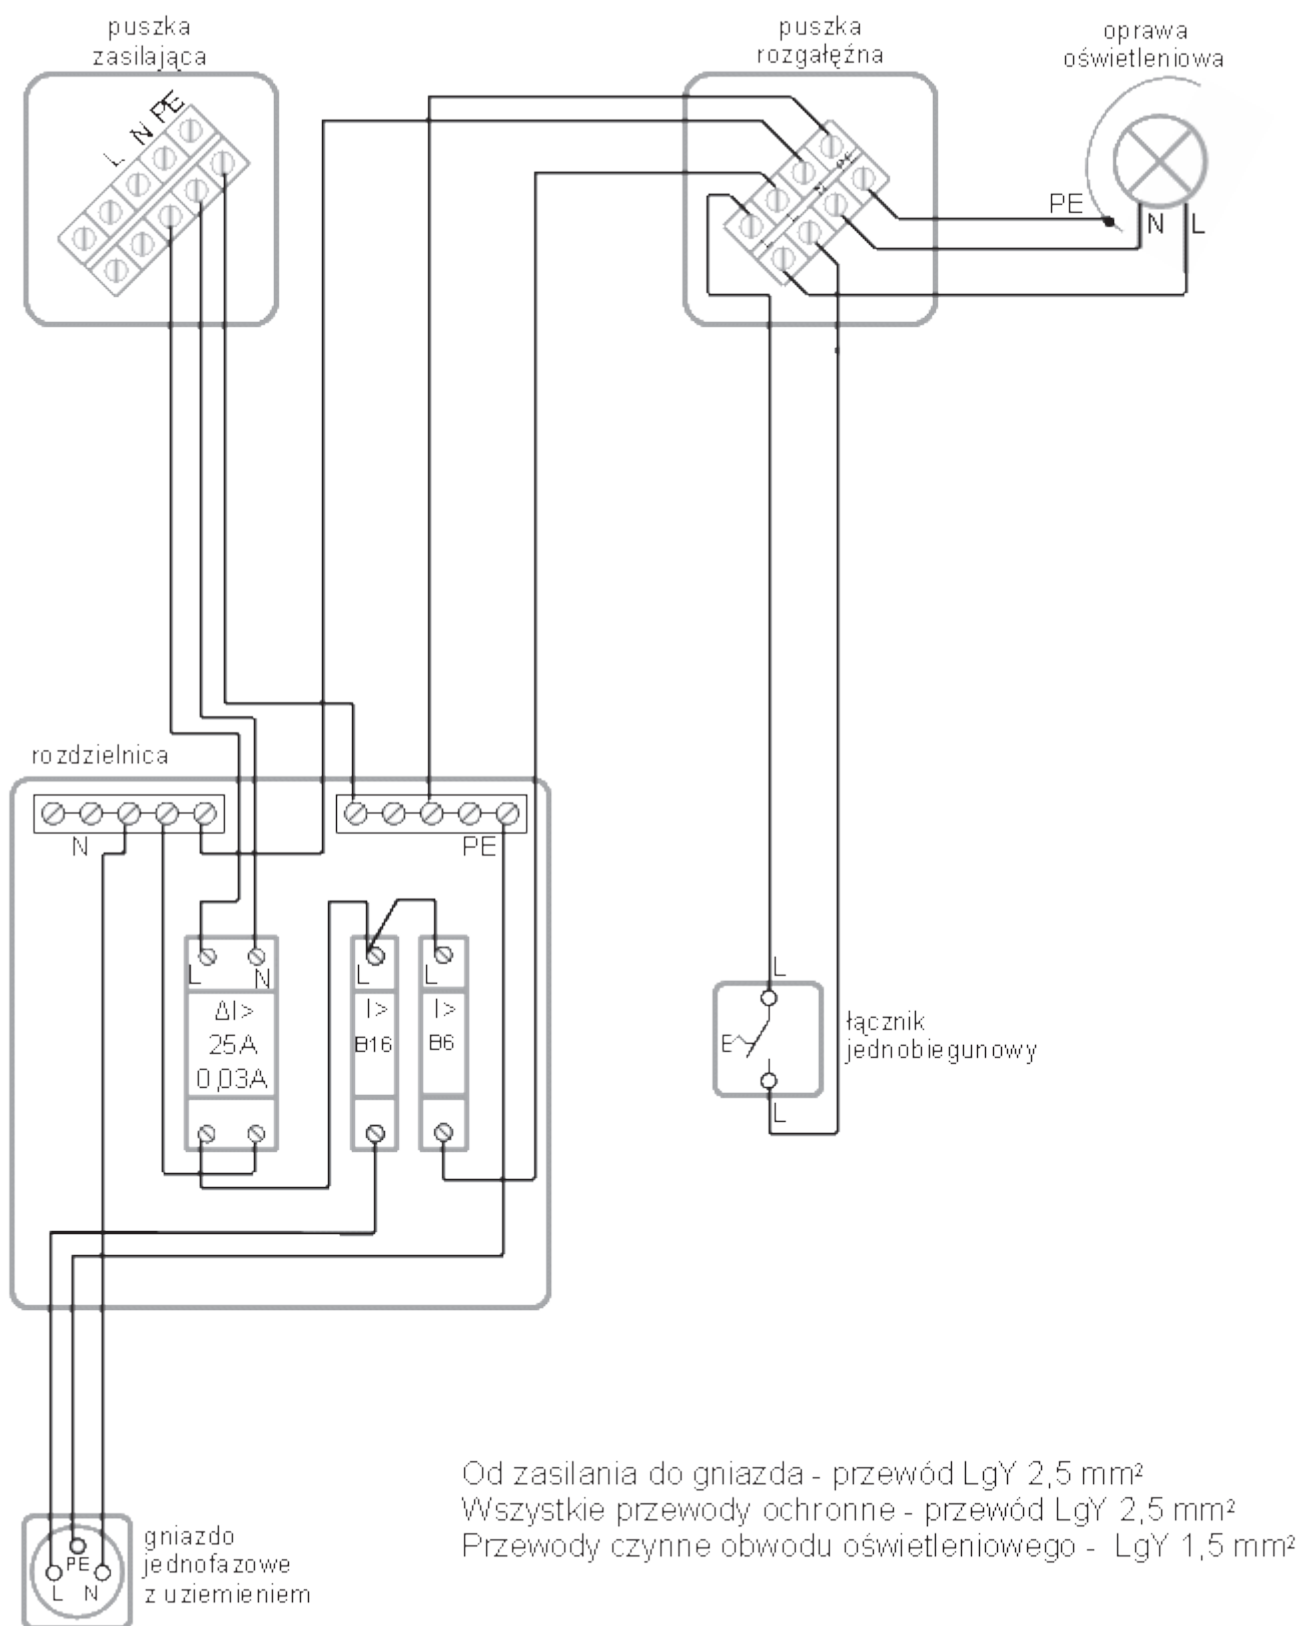 puszka
zasilająca
puszka
rozgałęźna
oprawa
oświetleniowa
L N PE
PE
N
L
PE
N
L
L
rozdzielnica
N
PE
L
N
L
L
ΔI>
25A
0,03A
I>
B16
I>
B6
L
E
L
łącznik
jednobiegunowy
Od zasilania do gniazda - przewód LgY 2,5 mm²
Wszystkie przewody ochronne - przewód LgY 2,5 mm²
Przewody czynne obwodu oświetleniowego - LgY 1,5 mm²
gniazdo
jednofazowe
z uziemieniem
PE
L
N